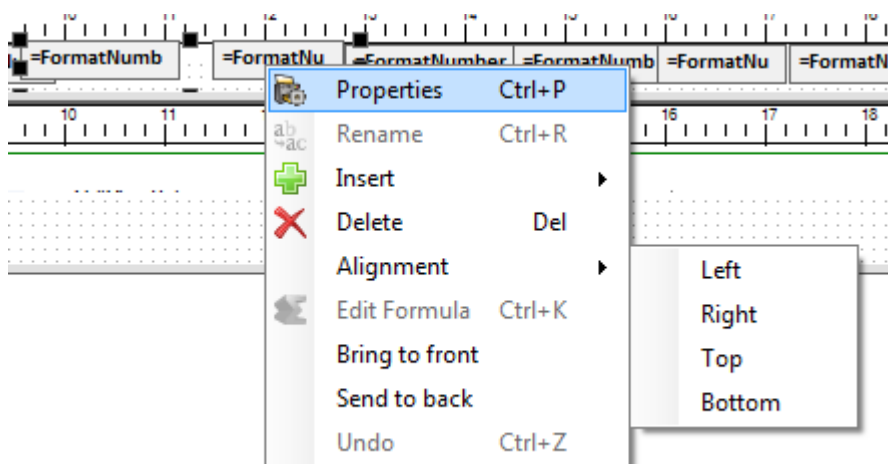 10 11 12 13 14 15 16 17 18
=FormatNumb =FormatNu =FormatNumber =FormatNumb =FormatNu =FormatN
Properties Ctrl+P
10 11 16 17 18
Rename Ctrl+R
Insert
Delete Del
Alignment
Left
Edit Formula Ctrl+K
Right
Bring to front
Top
Send to back
Bottom
Undo Ctrl+Z